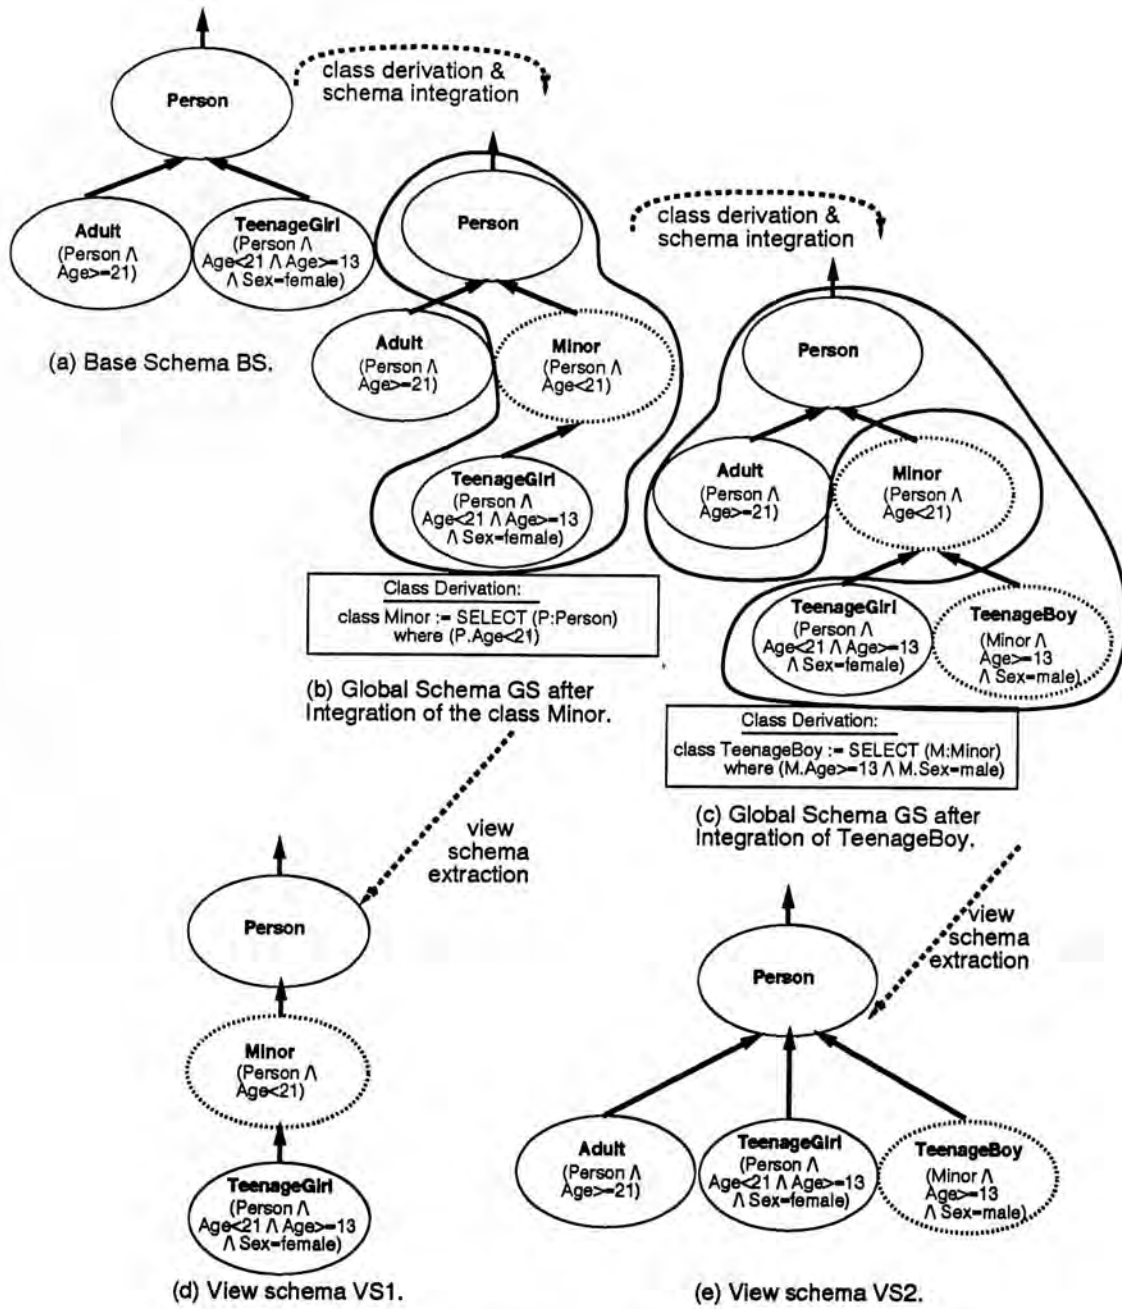 Person
Adult
(Person Λ
Age>=21)
TeenageGirl
(Person Λ
Age<21 Λ Age>=13
Λ Sex=female)
(a) Base Schema BS.
class derivation &
schema integration
Person
Adult
(Person Λ
Age>=21)
Minor
(Person Λ
Age<21)
TeenageGirl
(Person Λ
Age<21 Λ Age>=13
Λ Sex=female)
Class Derivation:
class Minor := SELECT (P:Person)
where (P.Age<21)
(b) Global Schema GS after
Integration of the class Minor.
class derivation &
schema integration
Person
Adult
(Person Λ
Age>=21)
Minor
(Person Λ
Age<21)
TeenageGirl
(Person Λ
Age<21 Λ Age>=13
Λ Sex=female)
TeenageBoy
(Minor Λ
Age>=13
Λ Sex=male)
Class Derivation:
class TeenageBoy := SELECT (M:Minor)
where (M.Age>=13 Λ M.Sex=male)
(c) Global Schema GS after
Integration of TeenageBoy.
view
schema
extraction
Person
Minor
(Person Λ
Age<21)
TeenageGirl
(Person Λ
Age<21 Λ Age>=13
Λ Sex=female)
(d) View schema VS1.
view
schema
extraction
Person
Adult
(Person Λ
Age>=21)
TeenageGirl
(Person Λ
Age<21 Λ Age>=13
Λ Sex=female)
TeenageBoy
(Minor Λ
Age>=13
Λ Sex=male)
(e) View schema VS2.